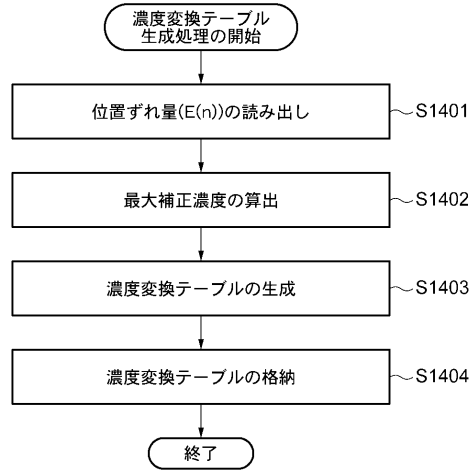 濃度変換テーブル
生成処理の開始
位置ずれ量(E(n))の読み出し
S1401
最大補正濃度の算出
S1402
濃度変換テーブルの生成
S1403
濃度変換テーブルの格納
S1404
終了